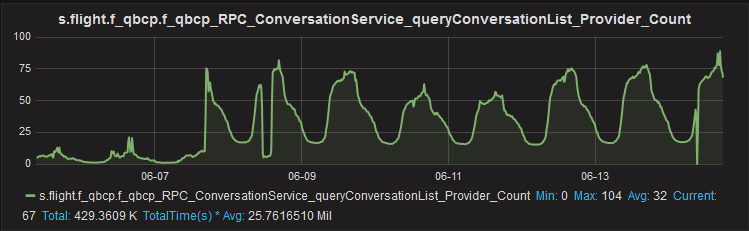 s.flight.f_qbcp.f_qbcp_RPC_ConversationService_queryConversationList_Provider_Count
100
75
50
25
0
06-07 06-09 06-11 06-13
s.flight.f_qbcp.f_qbcp_RPC_ConversationService_queryConversationList_Provider_Count Min: 0 Max: 104 Avg: 32 Current:
67 Total: 429.3609 K TotalTime(s) * Avg: 25.7616510 Mil